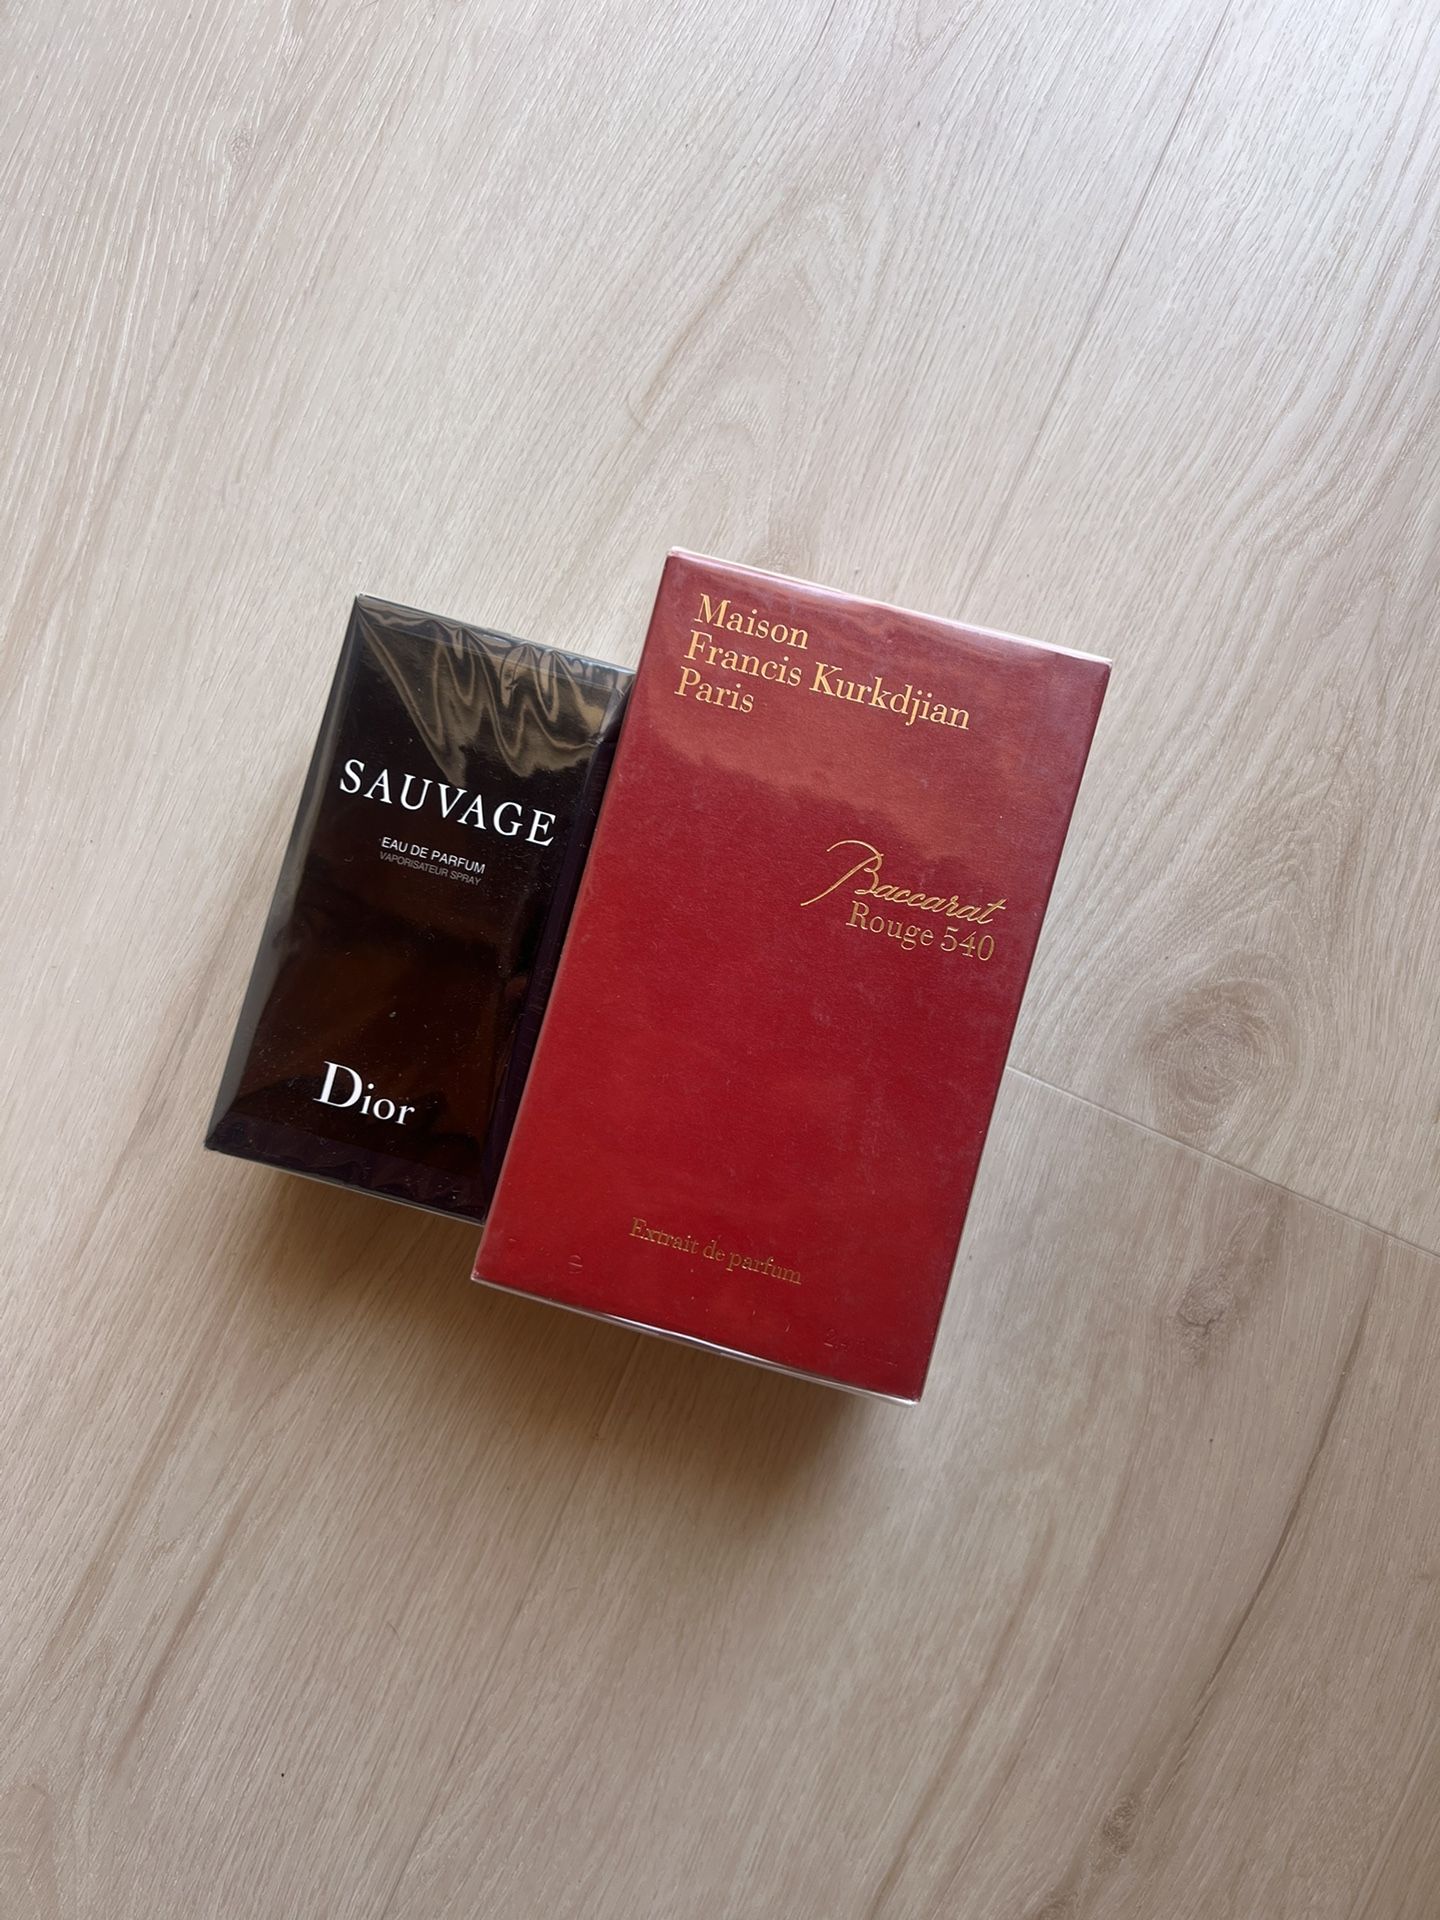 SAUVAGE
EAU DE PARFUM
VAPORISATEUR SPRAY
Dior
Maison
Francis Kurkdjian
Paris
Baccarat
Rouge 540
Extrait de parfum